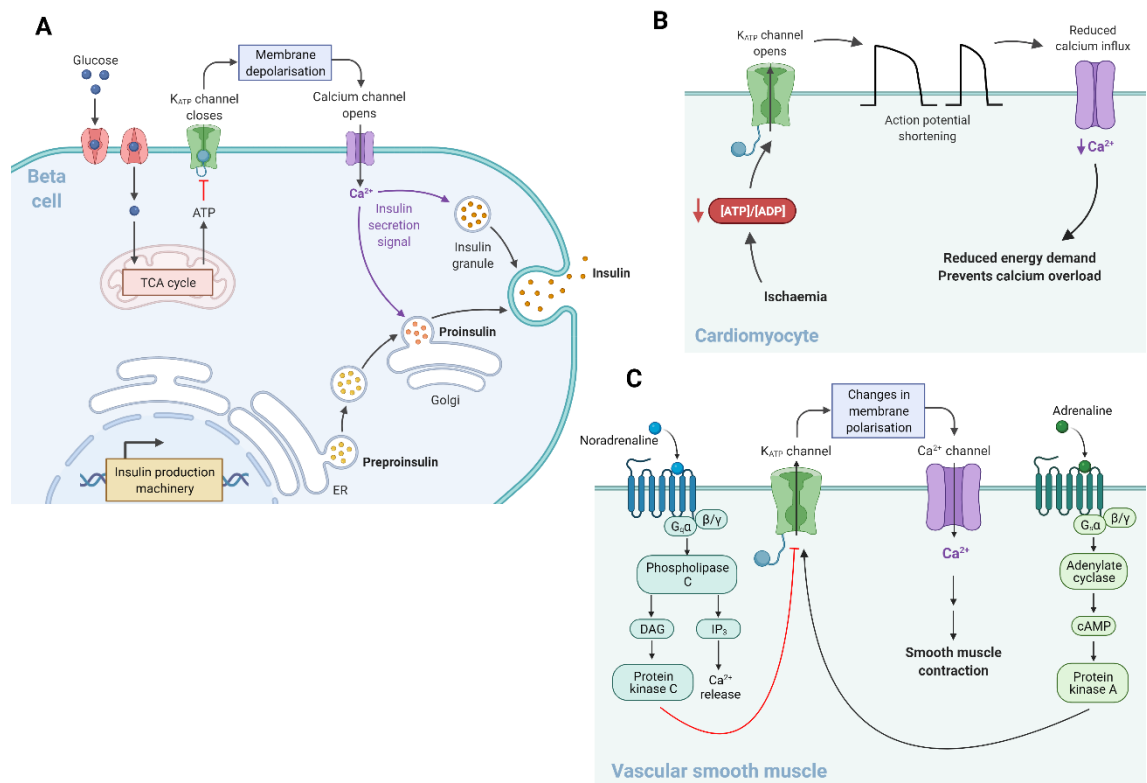 A
Glucose
Membrane
depolarisation
KATP channel
closes
Calcium channel
opens
Beta
cell
ATP
TCA cycle
Ca²⁺
Insulin
secretion
signal
Insulin
granule
Insulin
Proinsulin
Golgi
Preproinsulin
ER
Insulin production
machinery
B
KATP channel
opens
Action potential
shortening
Reduced
calcium influx
Ca²⁺
[ATP]/[ADP]
Ischaemia
Reduced energy demand
Prevents calcium overload
Cardiomyocyte
C
Noradrenaline
KATP channel
Changes in
membrane
polarisation
Ca²⁺ channel
Adrenaline
Gqα
β/γ
Phospholipase
C
DAG
IP₃
Protein
kinase C
Ca²⁺
release
Ca²⁺
Smooth muscle
contraction
Gsα
β/γ
Adenylate
cyclase
cAMP
Protein
kinase A
Vascular smooth muscle